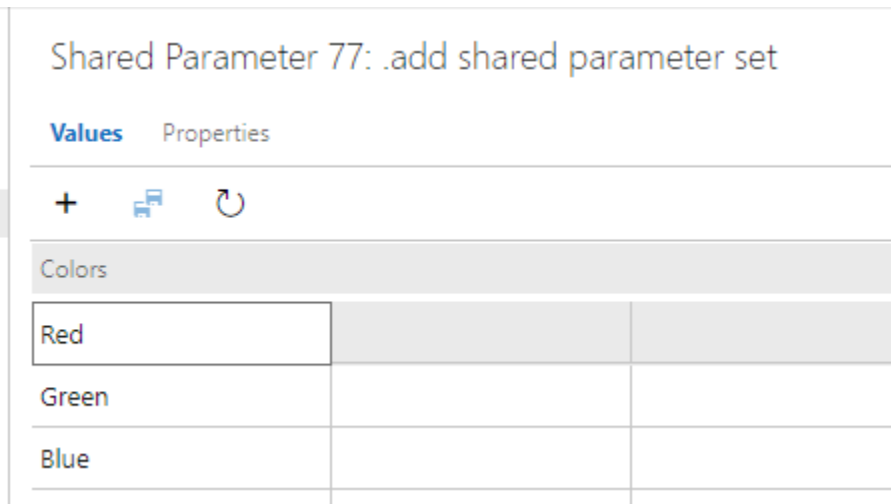 Shared Parameter 77: .add shared parameter set
Values Properties
Colors
Red
Green
Blue